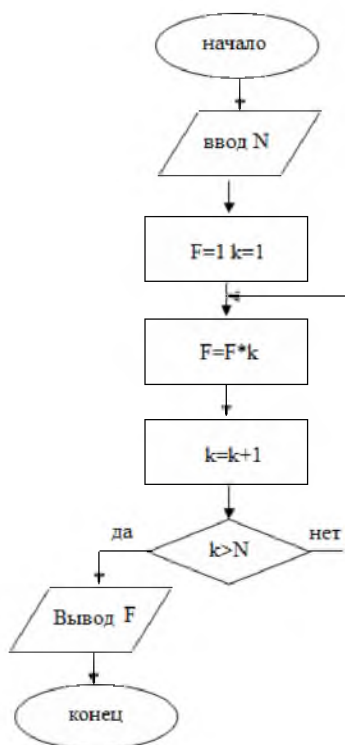 начало
ввод N
F=1 k=1
F=F*k
k=k+1
да
k>N
нет
Вывод F
конец